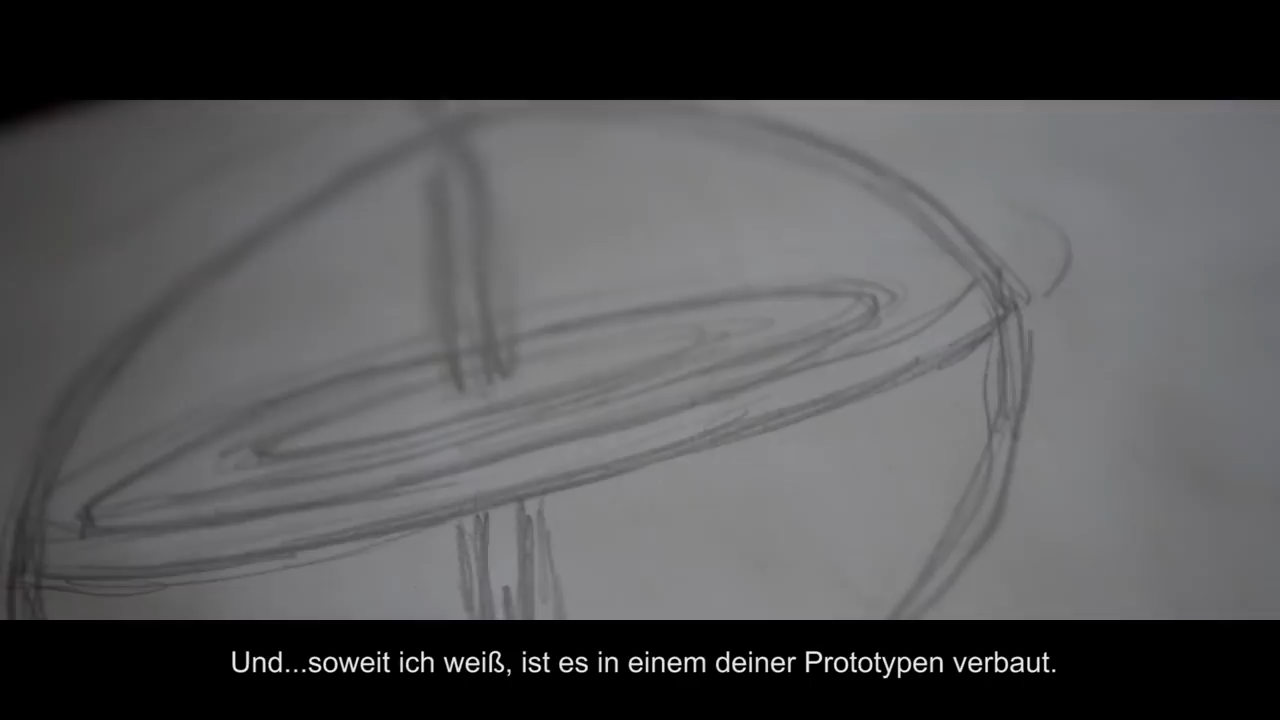 Und...soweit ich weiß, ist es in einem deiner Prototypen verbaut.